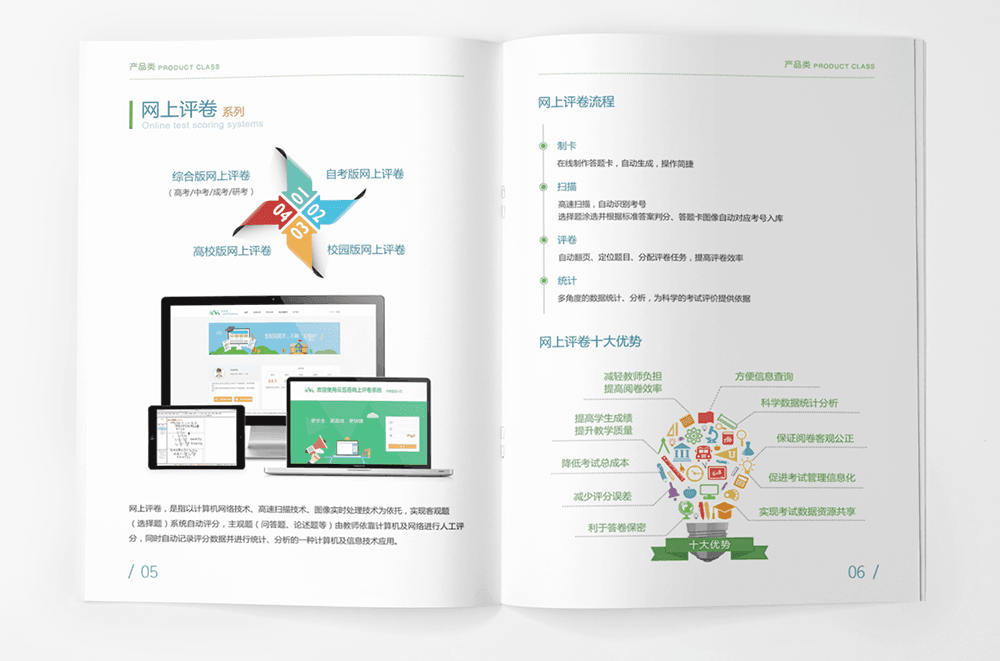 产品类 PRODUCT CLASS
网上评卷 系列
Online test scoring systems
综合版网上评卷
（高考/中考/成考/研考）
自考版网上评卷
01
02
03
04
高校版网上评卷
校园版网上评卷
网上评卷，是指以计算机网络技术、高速扫描技术、图像实时处理技术为依托，实现客观题
（选择题）系统自动评分，主观题（问答题、论述题等）由教师依靠计算机及网络进行人工评
分，同时自动记录评分数据并进行统计、分析的一种计算机及信息技术应用。
/ 05
产品类 PRODUCT CLASS
网上评卷流程
制卡
在线制作答题卡，自动生成，操作简捷
扫描
高速扫描，自动识别考号
选择题涂选并根据标准答案判分、答题卡图像自动对应考号入库
评卷
自动翻页、定位题目、分配评卷任务，提高评卷效率
统计
多角度的数据统计、分析，为科学的考试评价提供依据
网上评卷十大优势
减轻教师负担
提高阅卷效率
方便信息查询
科学数据统计分析
提高学生成绩
提升教学质量
保证阅卷客观公正
降低考试总成本
促进考试管理信息化
减少评分误差
实现考试数据资源共享
利于答卷保密
十大优势
06 /